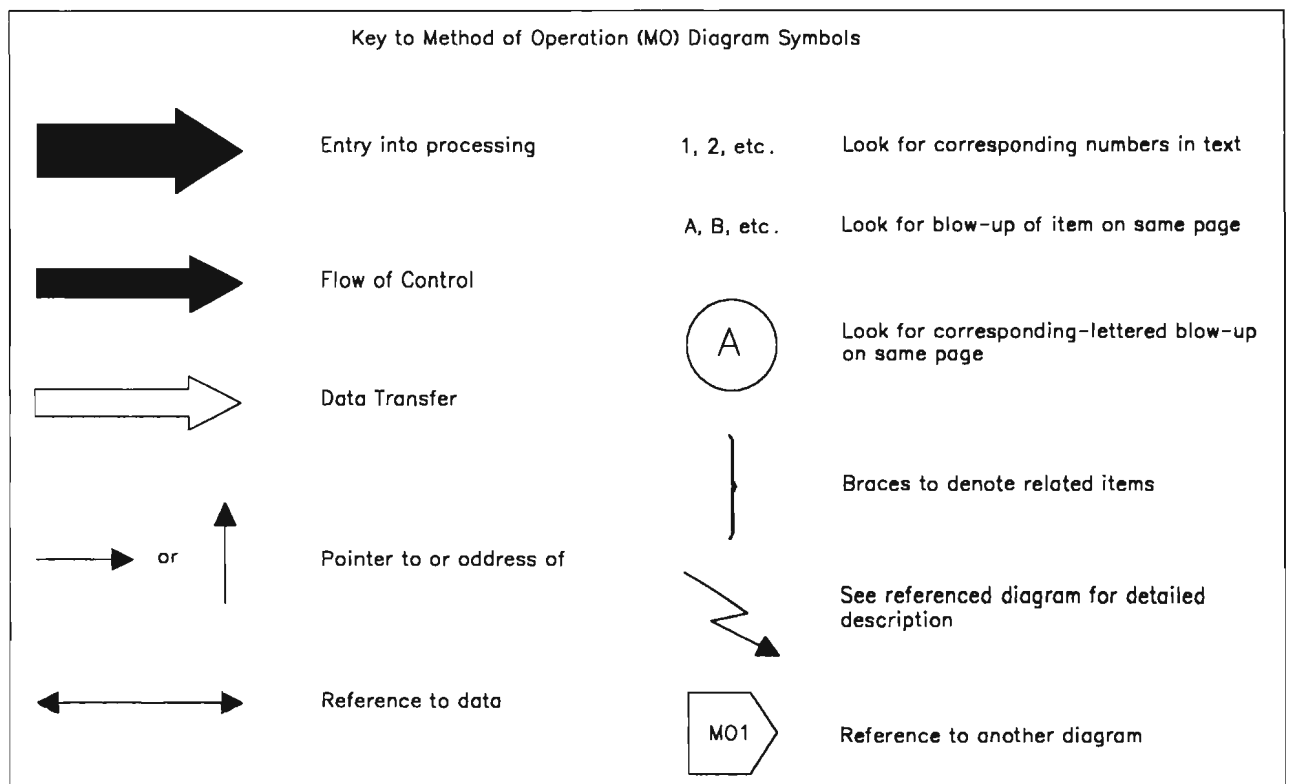 Key to Method of Operation (MO) Diagram Symbols
Entry into processing
Flow of Control
Data Transfer
or
Pointer to or address of
Reference to data
1, 2, etc.
Look for corresponding numbers in text
A, B, etc.
Look for blow-up of item on same page
A
Look for corresponding-lettered blow-up
on same page
Braces to denote related items
See referenced diagram for detailed
description
MO1
Reference to another diagram